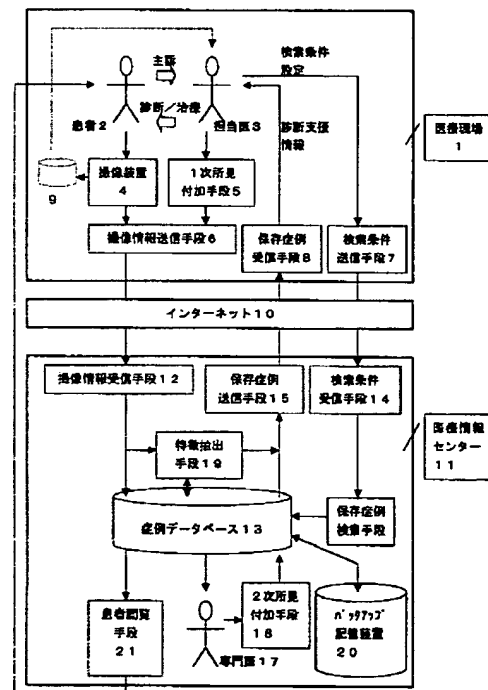 主訴
検索条件
設定
診断／治療
患者２
担当医３
診断支援
情報
医療現場
１
撮像装置
４
１次所見
付加手段５
９
撮像情報送信手段６
保存症例
受信手段８
検索条件
送信手段７
インターネット１０
撮像情報受信手段１２
保存症例
送信手段１５
検索条件
受信手段１４
医療情報
センター
１１
特徴抽出
手段１９
症例データベース１３
保存症例
検索手段
患者閲覧
手段
２１
２次所見
付加手段
１８
専門医１７
ﾊﾞｯｸｱｯﾌﾟ
記憶装置
２０